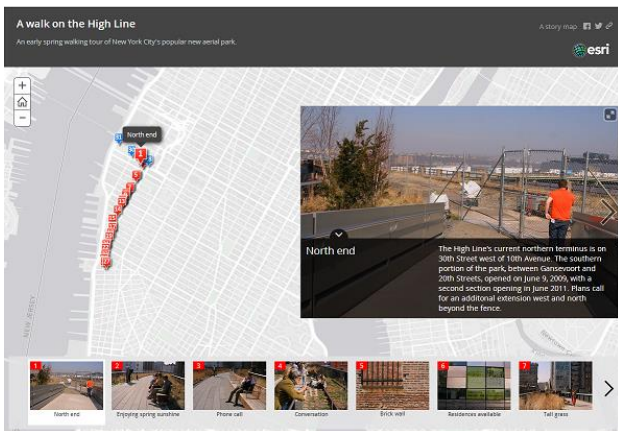 A walk on the High Line
An early spring walking tour of New York City's popular new aerial park.
A story map
esri
+
−
North end
1
5
NEW JERSEY
North end
The High Line's current northern terminus is on
30th Street west of 10th Avenue. The southern
portion of the park, between Gansevoort and
20th Streets, opened on June 9, 2009, with a
second section opening in June 2011. Plans call
for an additonal extension west and north
beyond the fence.
1
2
3
4
5
6
7
North end
Enjoying spring sunshine
Phone call
Conversation
Brick wall
Residences available
Tall grass